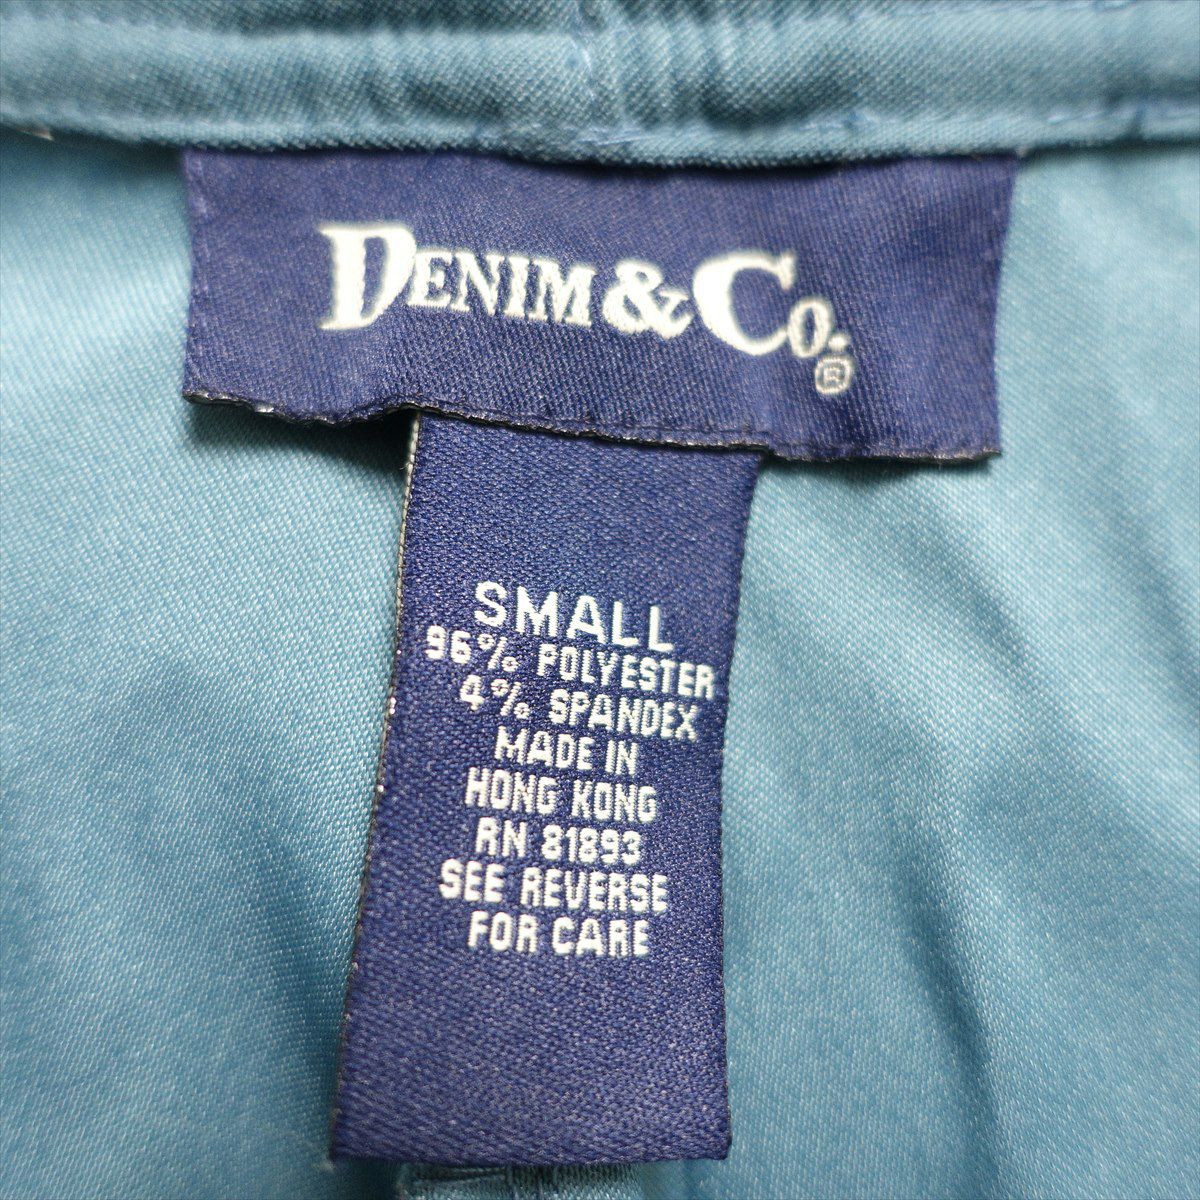 DENIM & CO. ®
SMALL
96% POLYESTER
4% SPANDEX
MADE IN
HONG KONG
RN 81893
SEE REVERSE
FOR CARE